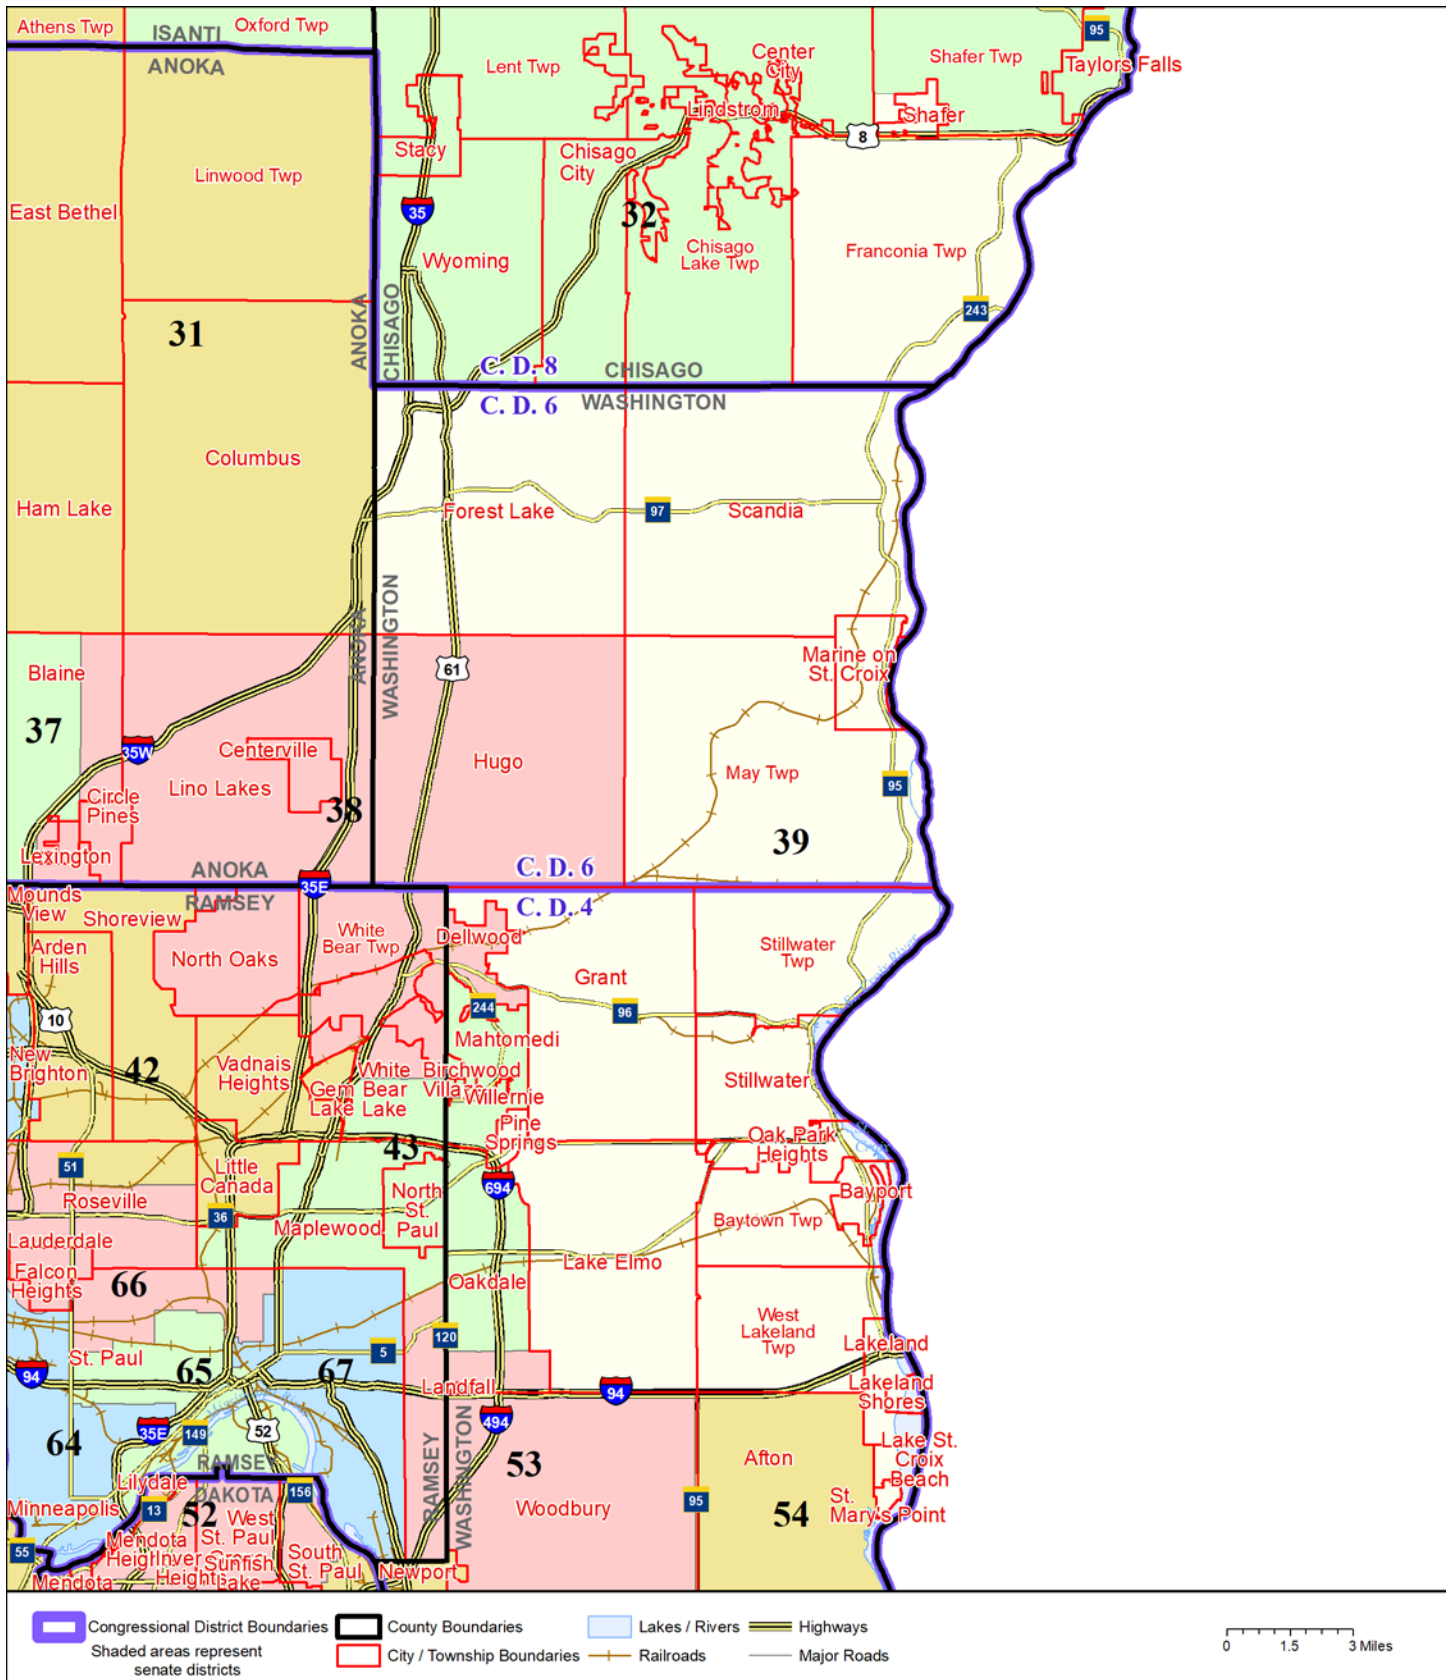 Athens Twp
ISANTI
Oxford Twp
ANOKA
Lent Twp
Center
City
Shafer Twp
95
Taylors Falls
Lindstrom
Shafer
8
Stacy
Chisago
City
Linwood Twp
East Bethel
35
32
Wyoming
Chisago
Lake Twp
Franconia Twp
243
31
ANOKA
CHISAGO
C. D. 8
CHISAGO
C. D. 6
WASHINGTON
Columbus
Ham Lake
Forest Lake
97
Scandia
ANOKA
WASHINGTON
Blaine
61
Marine on
St. Croix
37
35W
Centerville
Hugo
Lino Lakes
May Twp
95
Circle
Pines
38
39
Lexington
ANOKA
C. D. 6
35E
RAMSEY
C. D. 4
Mounds
View
Shoreview
White
Bear Twp
Dellwood
Arden
Hills
North Oaks
Stillwater
Twp
Grant
244
96
10
Mahtomedi
New
Brighton
42
Vadnais
Heights
White
Bear
Lake
Birchwood
Village
Gem
Lake
Willernie
Stillwater
Pine
Springs
Oak Park
Heights
43
51
Little
Canada
694
Roseville
North
St.
Paul
Bayport
36
Maplewood
Baytown Twp
Lauderdale
Lake Elmo
Falcon
Heights
66
Oakdale
West
Lakeland
Twp
120
5
Lakeland
St. Paul
65
67
94
Landfall
94
Lakeland
Shores
494
35E
149
52
64
RAMSEY
RAMSEY
WASHINGTON
53
Afton
Lake St.
Croix
Beach
Lilydale
DAKOTA
156
Minneapolis
13
52
Woodbury
95
54
St.
Mary's Point
West
St. Paul
55
Mendota
Heights
Inver
Heights
Sunfish
Lake
South
St. Paul
Newport
Mendota
Congressional District Boundaries
County Boundaries
Lakes / Rivers
Highways
Shaded areas represent
senate districts
City / Township Boundaries
Railroads
Major Roads
0 1.5 3 Miles